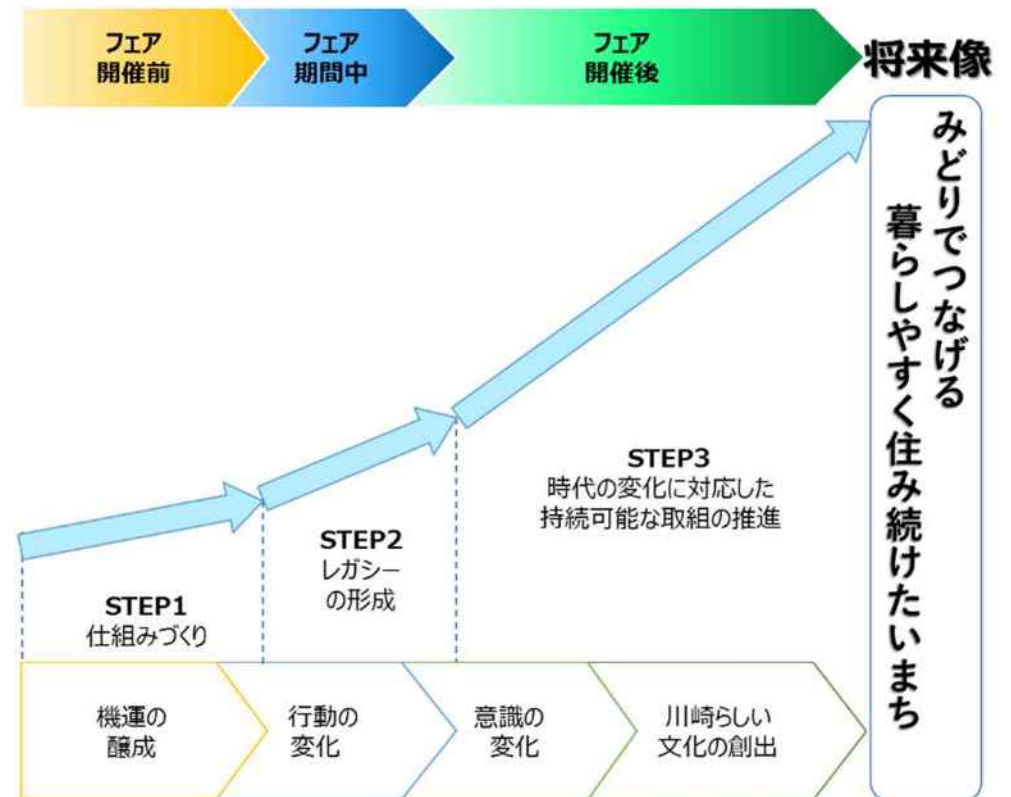 フェア
開催前
フェア
期間中
フェア
開催後
将来像
みどりでつなげる
暮らしやすく住み続けたいまち
STEP1
仕組みづくり
STEP2
レガシー
の形成
STEP3
時代の変化に対応した
持続可能な取組の推進
機運の
醸成
行動の
変化
意識の
変化
川崎らしい
文化の創出